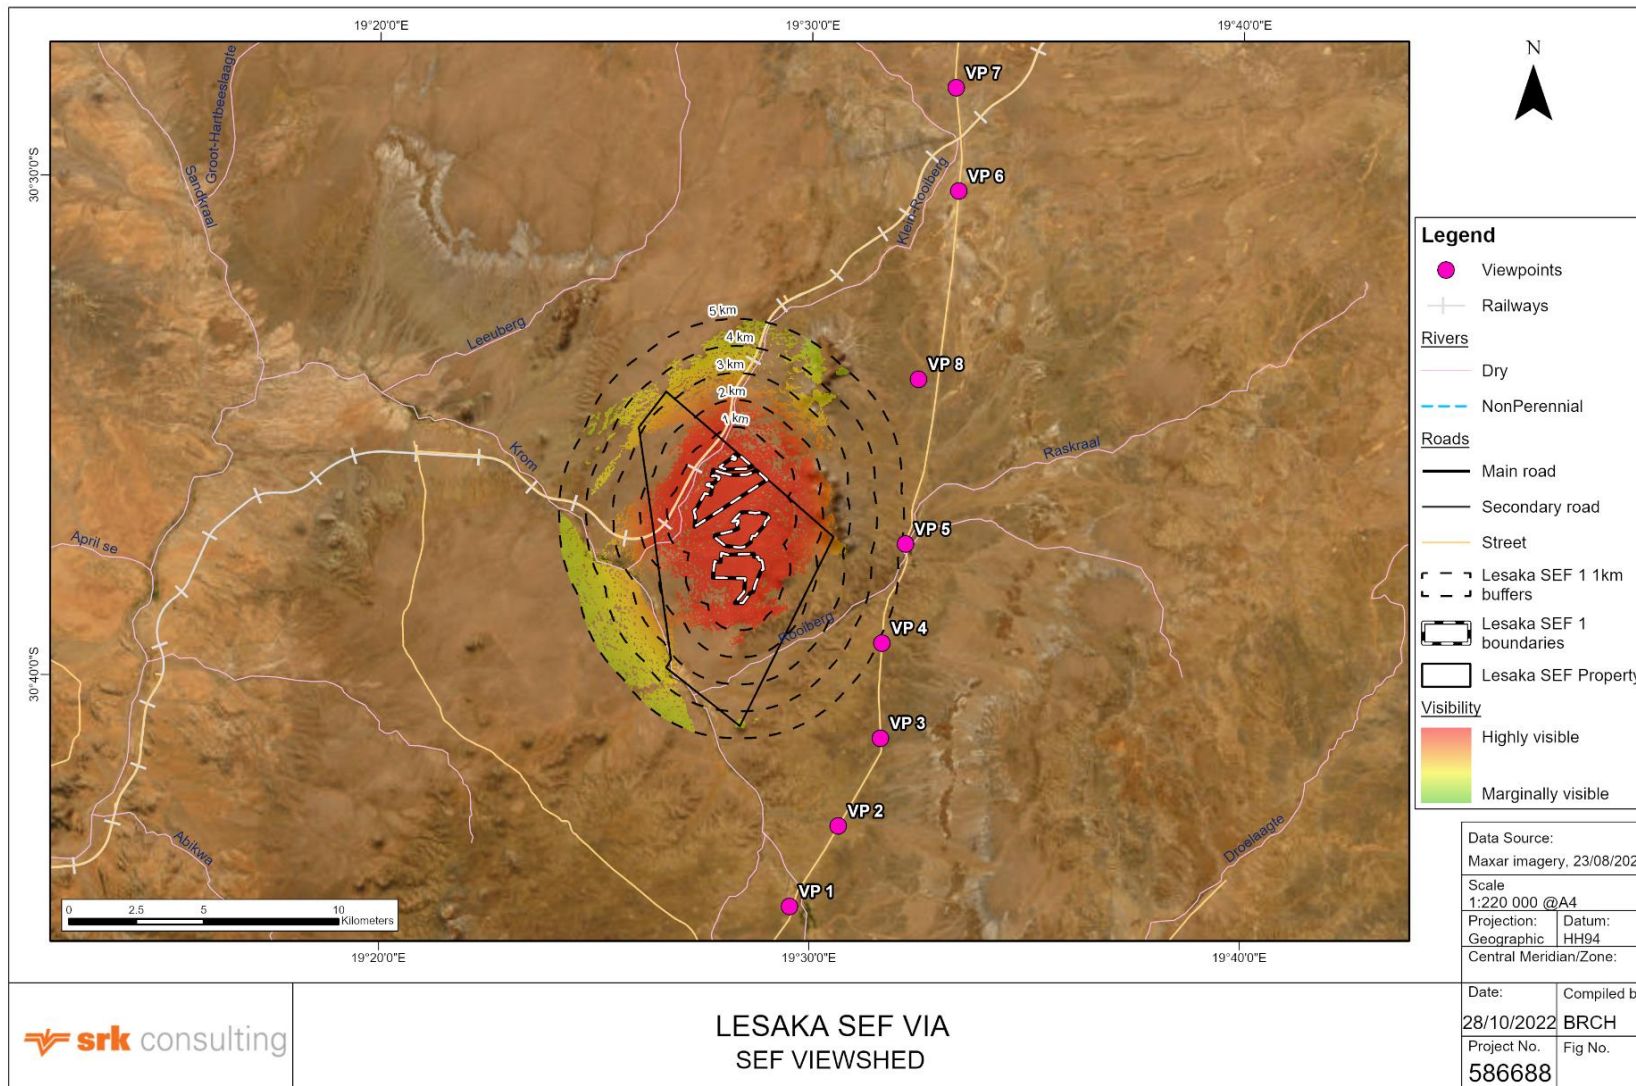 19°20'0"E
19°30'0"E
19°40'0"E
N
30°30'0"S
30°40'0"S
Groot-Hartbeeslaagte
Sandkraal
Leeuberg
Krom
April se
Abikwa
Klein-Rooiberg
Rooiberg
Raskraal
Droelaagte
VP 7
VP 6
VP 8
VP 5
VP 4
VP 3
VP 2
VP 1
5 km
4 km
3 km
2 km
1 km
0 2.5 5 10
Kilometers
19°20'0"E
19°30'0"E
19°40'0"E
Legend
Viewpoints
Railways
Rivers
Dry
NonPerennial
Roads
Main road
Secondary road
Street
Lesaka SEF 1 1km
buffers
Lesaka SEF 1
boundaries
Lesaka SEF Property
Visibility
Highly visible
Marginally visible
Data Source:
Maxar imagery, 23/08/202
Scale
1:220 000 @A4
Projection:
Geographic
Datum:
HH94
Central Meridian/Zone:
Date:
28/10/2022
Compiled b
BRCH
Project No.
586688
Fig No.
srk consulting
LESAKA SEF VIA
SEF VIEWSHED